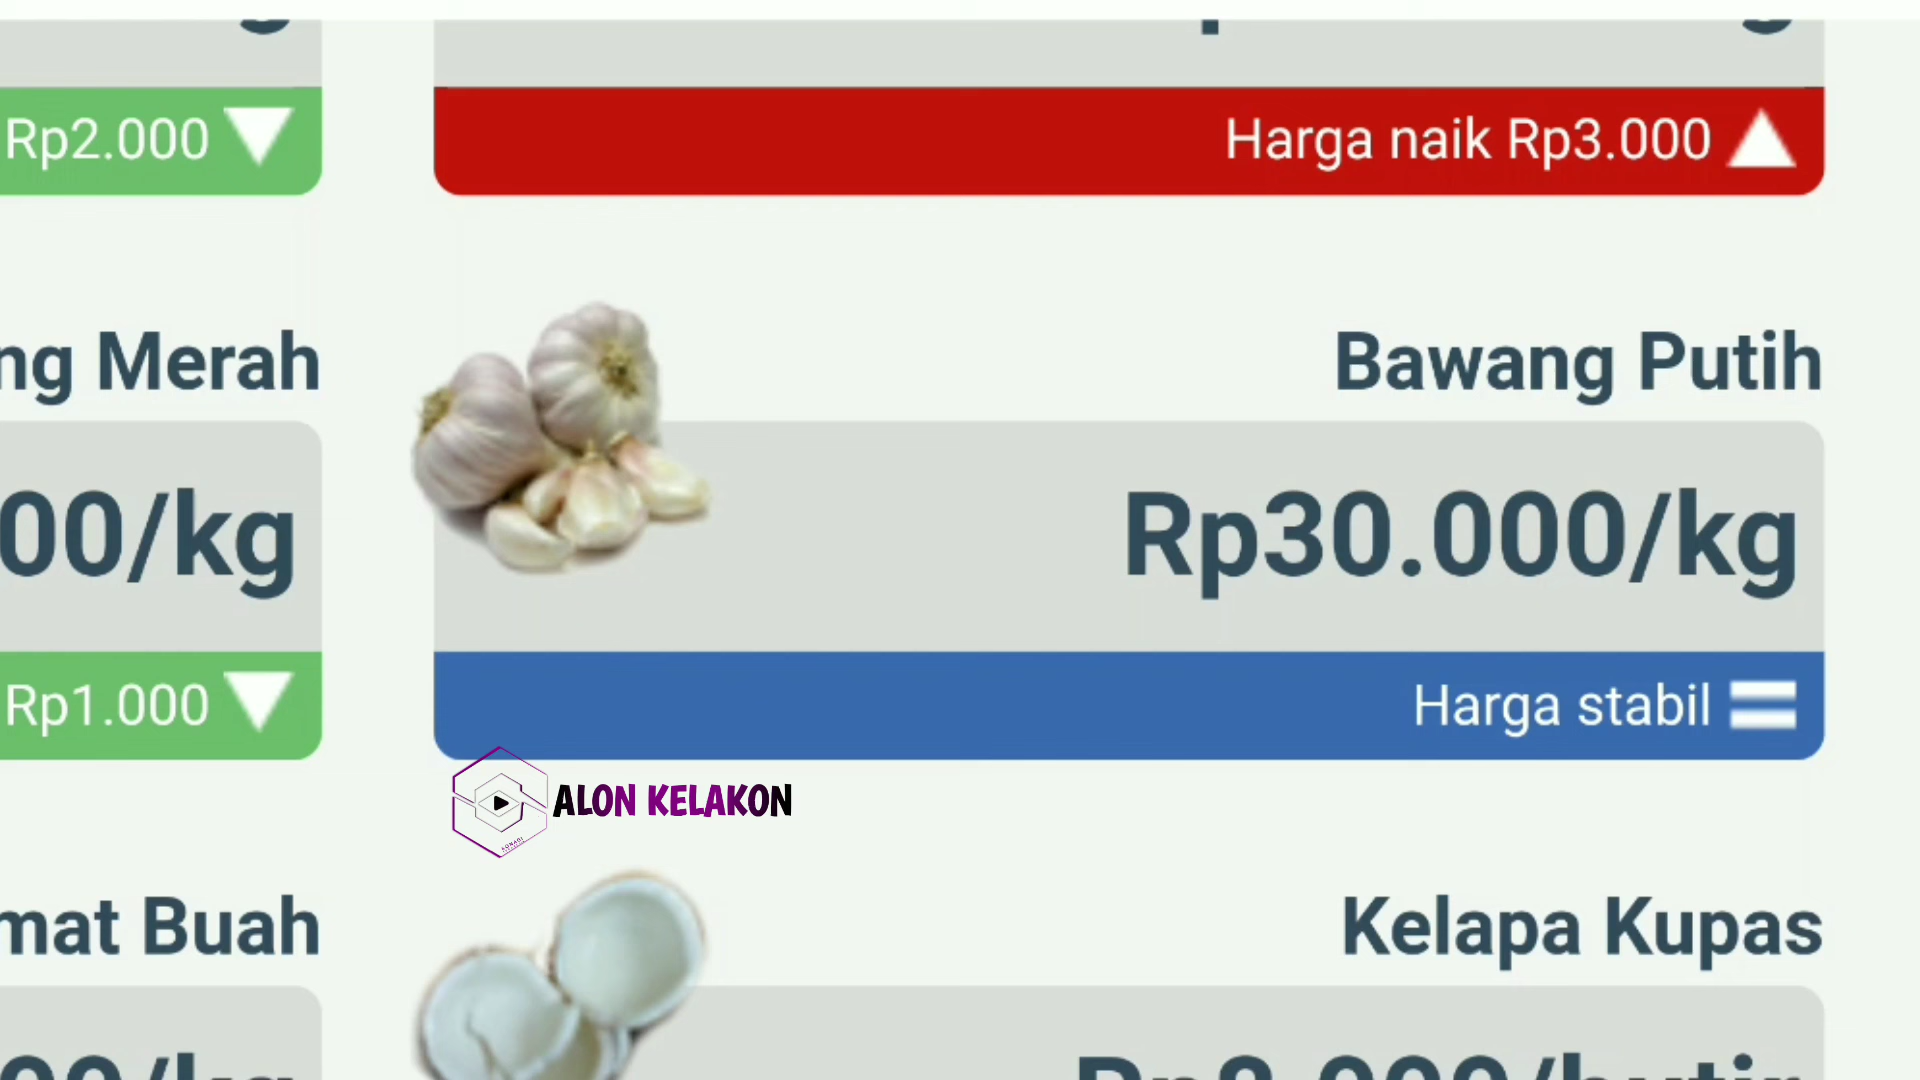 Rp2.000
Harga naik Rp3.000
ng Merah
Bawang Putih
00/kg
Rp30.000/kg
Rp1.000
Harga stabil
ALON KELAKON
mat Buah
Kelapa Kupas